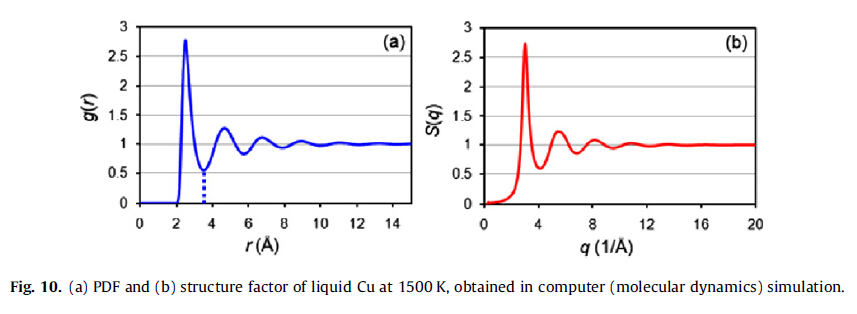 3
2.5
2
1.5
1
0.5
0
g(r)
(a)
0 2 4 6 8 10 12 14
r (Å)
3
2.5
2
1.5
1
0.5
0
S(q)
(b)
0 4 8 12 16 20
q (1/Å)
Fig. 10. (a) PDF and (b) structure factor of liquid Cu at 1500 K, obtained in computer (molecular dynamics) simulation.